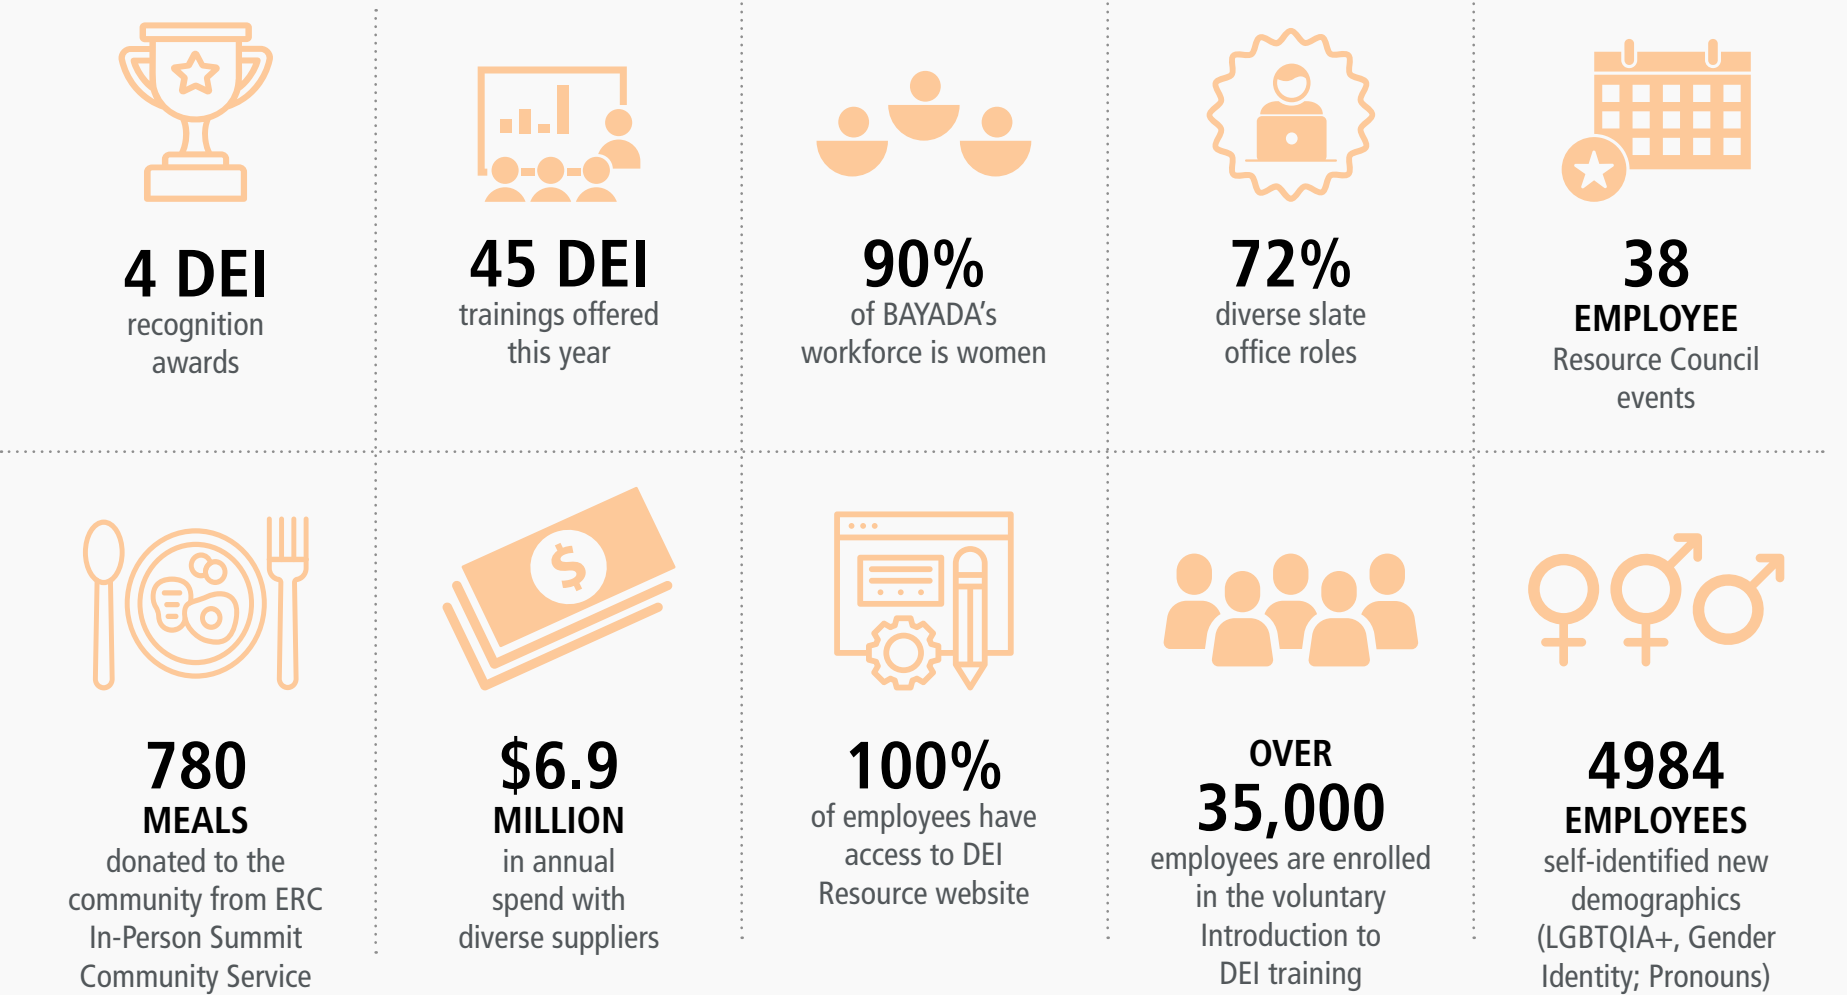 4 DEI
recognition
awards
45 DEI
trainings offered
this year
90%
of BAYADA's
workforce is women
72%
diverse slate
office roles
38
EMPLOYEE
Resource Council
events
780
MEALS
donated to the
community from ERC
In-Person Summit
Community Service
$6.9
MILLION
in annual
spend with
diverse suppliers
100%
of employees have
access to DEI
Resource website
OVER
35,000
employees are enrolled
in the voluntary
Introduction to
DEI training
4984
EMPLOYEES
self-identified new
demographics
(LGBTQIA+, Gender
Identity; Pronouns)